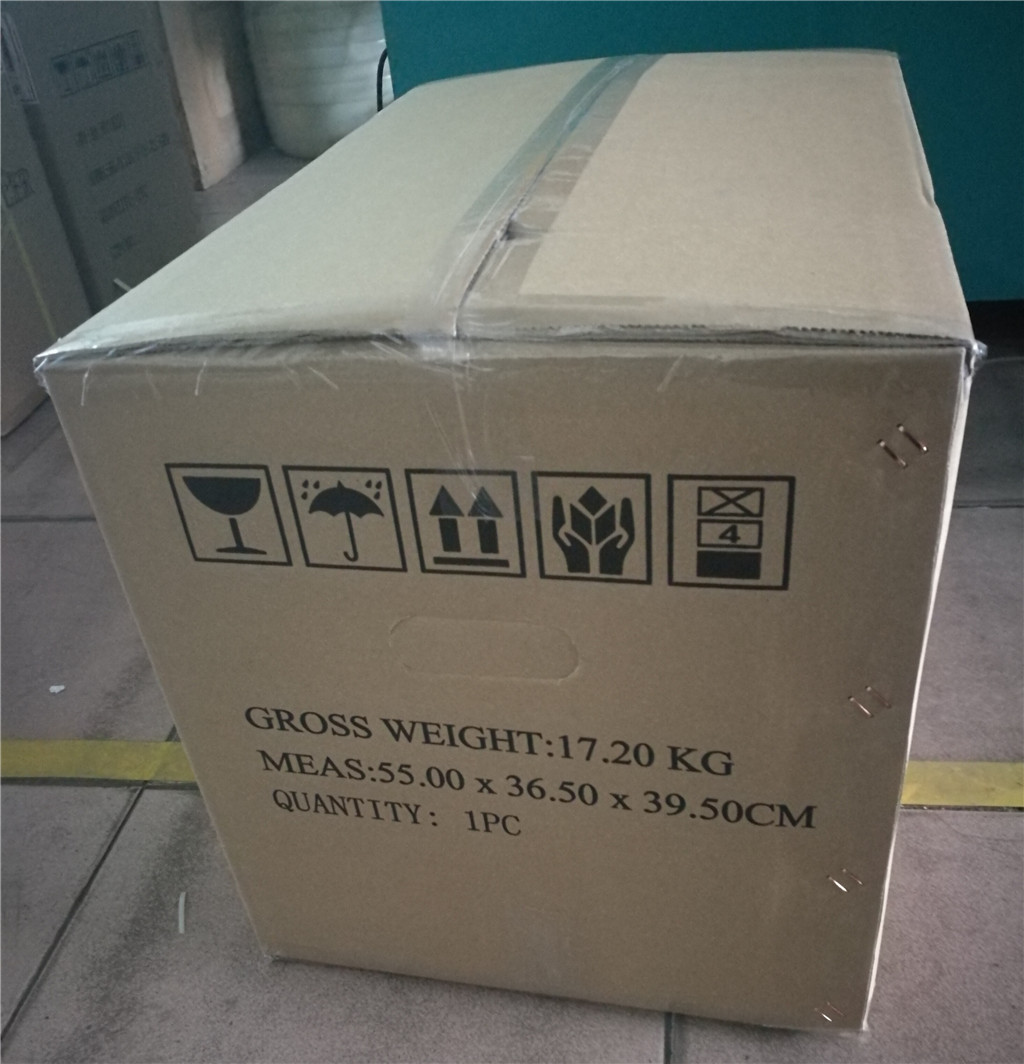 4
GROSS WEIGHT:17.20 KG
MEAS:55.00 x 36.50 x 39.50CM
QUANTITY: 1PC